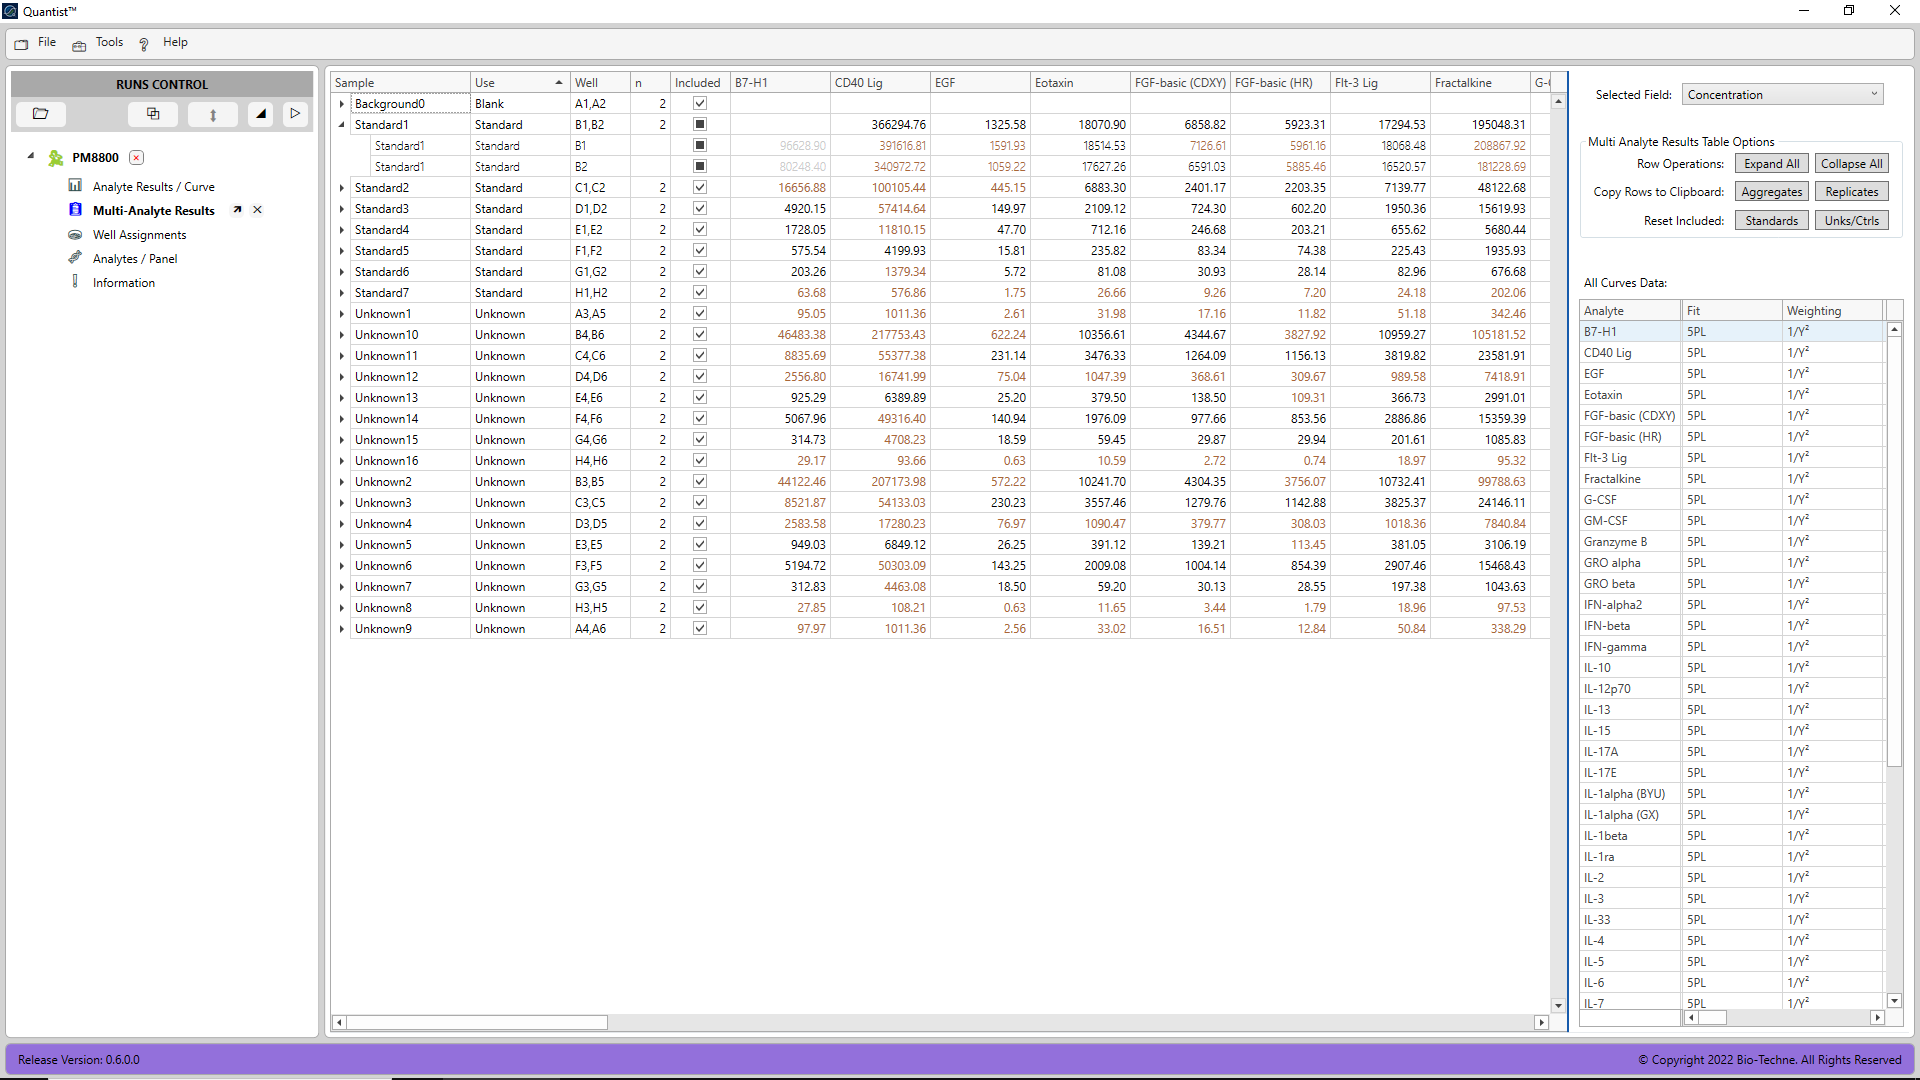 Quantist™
File Tools Help
RUNS CONTROL
PM8800
Analyte Results / Curve
Multi-Analyte Results
Well Assignments
Analytes / Panel
Information
Sample Use Well n Included B7-H1 CD40 Lig EGF Eotaxin FGF-basic (CDXY) FGF-basic (HR) Flt-3 Lig Fractalkine G-
Background0 Blank A1,A2 2
Standard1 Standard B1,B2 2 366294.76 1325.58 18070.90 6858.82 5923.31 17294.53 195048.31
Standard1 Standard B1 96628.90 391616.81 1591.93 18514.53 7126.61 5961.16 18068.48 208867.92
Standard1 Standard B2 80248.40 340972.72 1059.22 17627.26 6591.03 5885.46 16520.57 181228.69
Standard2 Standard C1,C2 2 16656.88 100105.44 445.15 6883.30 2401.17 2203.35 7139.77 48122.68
Standard3 Standard D1,D2 2 4920.15 57414.64 149.97 2109.12 724.30 602.20 1950.36 15619.93
Standard4 Standard E1,E2 2 1728.05 11810.15 47.70 712.16 246.68 203.21 655.62 5680.44
Standard5 Standard F1,F2 2 575.54 4199.93 15.81 235.82 83.34 74.38 225.43 1935.93
Standard6 Standard G1,G2 2 203.26 1379.34 5.72 81.08 30.93 28.14 82.96 676.68
Standard7 Standard H1,H2 2 63.68 576.86 1.75 26.66 9.26 7.20 24.18 202.06
Unknown1 Unknown A3,A5 2 95.05 1011.36 2.61 31.98 17.16 11.82 51.18 342.46
Unknown10 Unknown B4,B6 2 46483.38 217753.43 622.24 10356.61 4344.67 3827.92 10959.27 105181.52
Unknown11 Unknown C4,C6 2 8835.69 55377.38 231.14 3476.33 1264.09 1156.13 3819.82 23581.91
Unknown12 Unknown D4,D6 2 2556.80 16741.99 75.04 1047.39 368.61 309.67 989.58 7418.91
Unknown13 Unknown E4,E6 2 925.29 6389.89 25.20 379.50 138.50 109.31 366.73 2991.01
Unknown14 Unknown F4,F6 2 5067.96 49316.40 140.94 1976.09 977.66 853.56 2886.86 15359.39
Unknown15 Unknown G4,G6 2 314.73 4708.23 18.59 59.45 29.87 29.94 201.61 1085.83
Unknown16 Unknown H4,H6 2 29.17 93.66 0.63 10.59 2.72 0.74 18.97 95.32
Unknown2 Unknown B3,B5 2 44122.46 207173.98 572.22 10241.70 4304.35 3756.07 10732.41 99788.63
Unknown3 Unknown C3,C5 2 8521.87 54133.03 230.23 3557.46 1279.76 1142.88 3825.37 24146.11
Unknown4 Unknown D3,D5 2 2583.58 17280.23 76.97 1090.47 379.77 308.03 1018.36 7840.84
Unknown5 Unknown E3,E5 2 949.03 6849.12 26.25 391.12 139.21 113.45 381.05 3106.19
Unknown6 Unknown F3,F5 2 5194.72 50303.09 143.25 2009.08 1004.14 854.39 2907.46 15468.43
Unknown7 Unknown G3,G5 2 312.83 4463.08 18.50 59.20 30.13 28.55 197.38 1043.63
Unknown8 Unknown H3,H5 2 27.85 108.21 0.63 11.65 3.44 1.79 18.96 97.53
Unknown9 Unknown A4,A6 2 97.97 1011.36 2.56 33.02 16.51 12.84 50.84 338.29
Selected Field: Concentration
Multi Analyte Results Table Options
Row Operations: Expand All Collapse All
Copy Rows to Clipboard: Aggregates Replicates
Reset Included: Standards Unks/Ctrls
All Curves Data:
Analyte Fit Weighting
B7-H1 5PL 1/Y²
CD40 Lig 5PL 1/Y²
EGF 5PL 1/Y²
Eotaxin 5PL 1/Y²
FGF-basic (CDXY) 5PL 1/Y²
FGF-basic (HR) 5PL 1/Y²
Flt-3 Lig 5PL 1/Y²
Fractalkine 5PL 1/Y²
G-CSF 5PL 1/Y²
GM-CSF 5PL 1/Y²
Granzyme B 5PL 1/Y²
GRO alpha 5PL 1/Y²
GRO beta 5PL 1/Y²
IFN-alpha2 5PL 1/Y²
IFN-beta 5PL 1/Y²
IFN-gamma 5PL 1/Y²
IL-10 5PL 1/Y²
IL-12p70 5PL 1/Y²
IL-13 5PL 1/Y²
IL-15 5PL 1/Y²
IL-17A 5PL 1/Y²
IL-17E 5PL 1/Y²
IL-1alpha (BYU) 5PL 1/Y²
IL-1alpha (GX) 5PL 1/Y²
IL-1beta 5PL 1/Y²
IL-1ra 5PL 1/Y²
IL-2 5PL 1/Y²
IL-3 5PL 1/Y²
IL-33 5PL 1/Y²
IL-4 5PL 1/Y²
IL-5 5PL 1/Y²
IL-6 5PL 1/Y²
IL-7 5PL 1/Y²
Release Version: 0.6.0.0
© Copyright 2022 Bio-Techne. All Rights Reserved